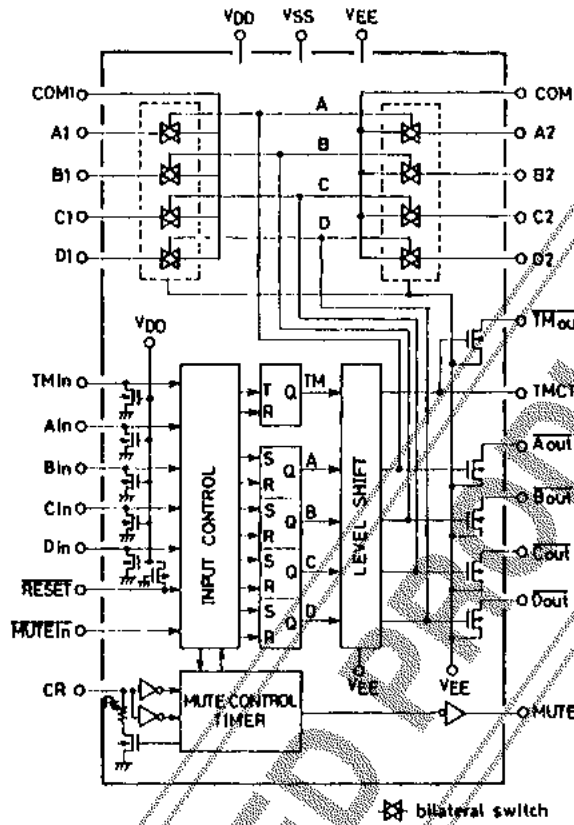 VDD VSS VEE
COM1 COM
A1 A A2
B1 B B2
C1 C C2
D1 D D2
VDD
TMout
TMIn T Q TM TMCT
R
AIn Aout
BIn S Q A
R Bout
CIn S Q B
R
Din S Q C Cout
R
RESET S Q D Dout
R
MUTEIn
INPUT CONTROL
LEVEL SHIFT
VEE VEE
CR R
MUTE CONTROL
TIMER
MUTE
bilateral switch